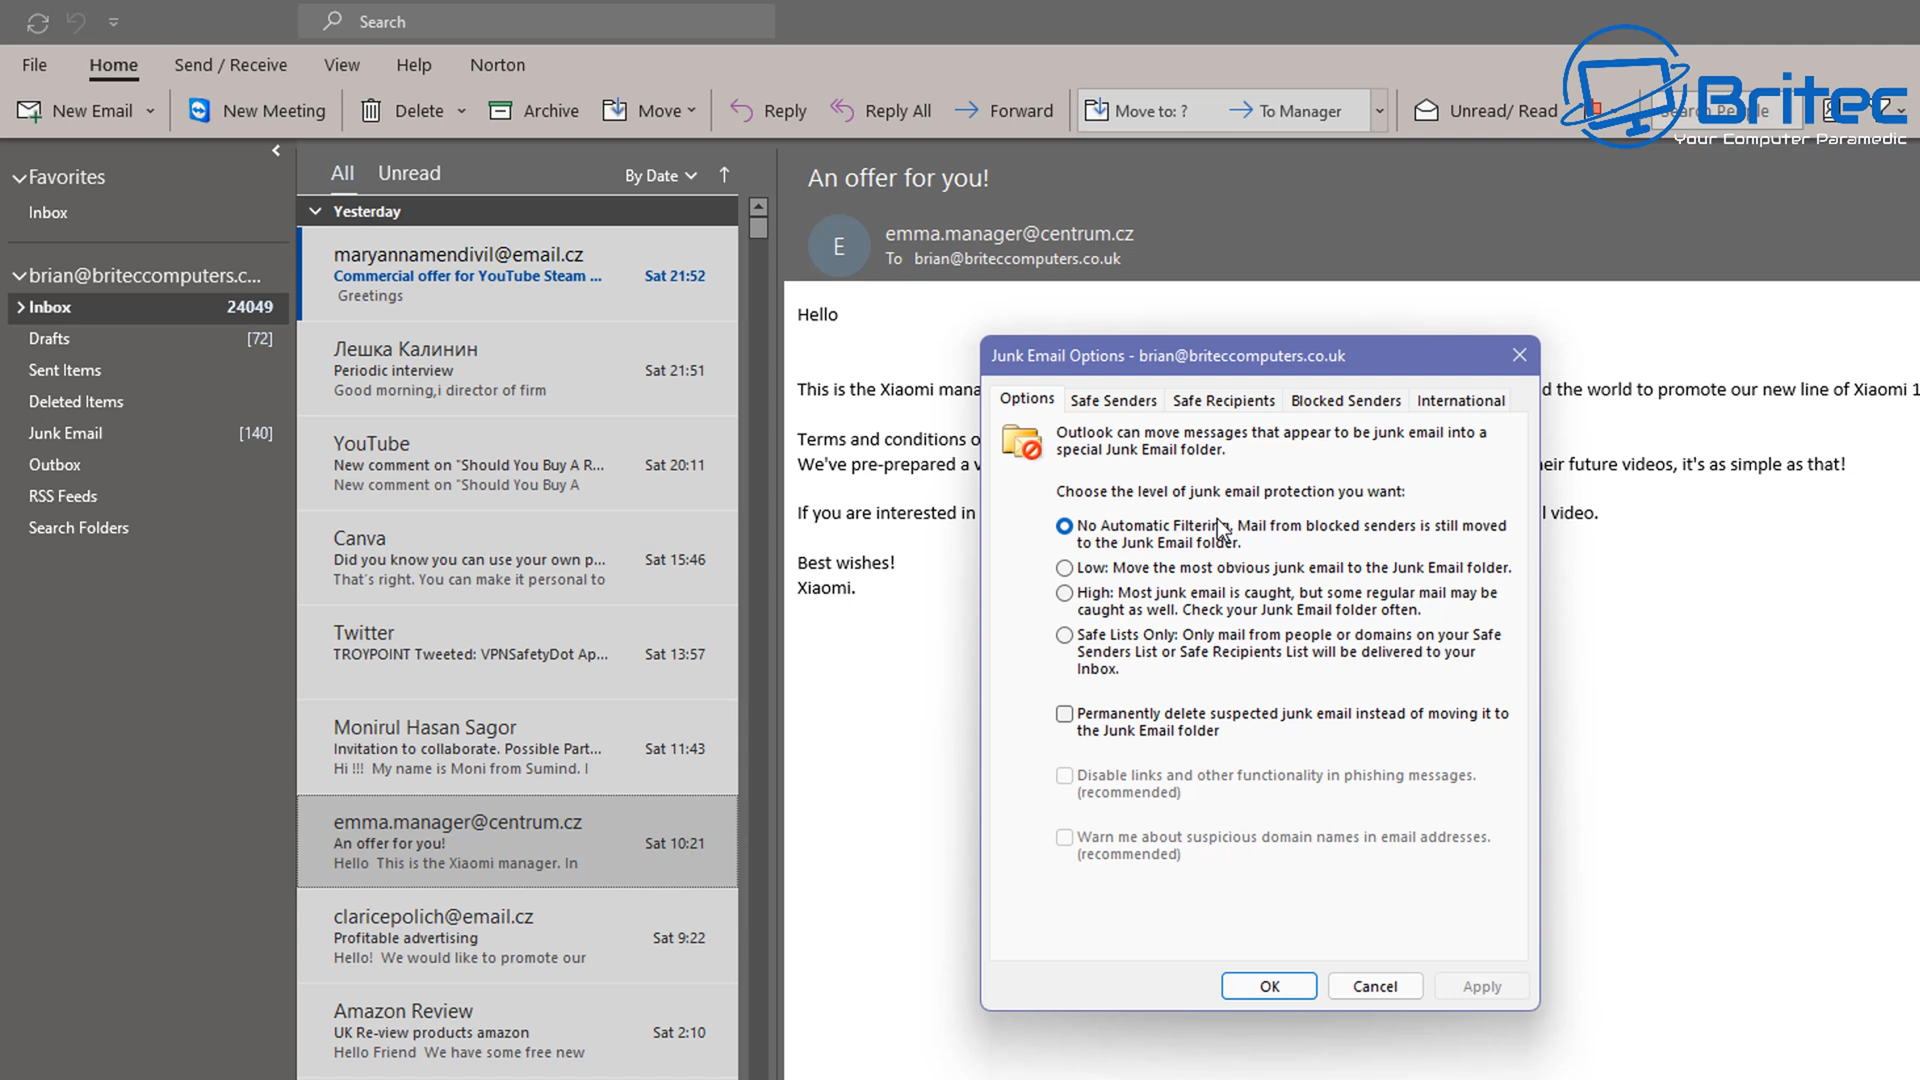 Search
File Home Send / Receive View Help Norton
New Email New Meeting Delete Archive Move Reply Reply All Forward Move to: ? To Manager Unread/ Read
Britec
Your Computer Paramedic
Favorites
Inbox
brian@briteccomputers.c...
Inbox 24049
Drafts [72]
Sent Items
Deleted Items
Junk Email [140]
Outbox
RSS Feeds
Search Folders
All Unread By Date
Yesterday
maryannamendivil@email.cz
Commercial offer for YouTube Steam ... Sat 21:52
Greetings
Лешка Калинин
Periodic interview Sat 21:51
Good morning,i director of firm
YouTube
New comment on "Should You Buy A R... Sat 20:11
New comment on "Should You Buy A
Canva
Did you know you can use your own p... Sat 15:46
That's right. You can make it personal to
Twitter
TROYPOINT Tweeted: VPNSafetyDot Ap... Sat 13:57
Monirul Hasan Sagor
Invitation to collaborate. Possible Part... Sat 11:43
Hi !!! My name is Moni from Sumind. I
emma.manager@centrum.cz
An offer for you! Sat 10:21
Hello This is the Xiaomi manager. In
claricepolich@email.cz
Profitable advertising Sat 9:22
Hello! We would like to promote our
Amazon Review
UK Re-view products amazon Sat 2:10
Hello Friend We have some free new
An offer for you!
E
emma.manager@centrum.cz
To brian@briteccomputers.co.uk
Hello
This is the Xiaomi mana d the world to promote our new line of Xiaomi 1
Terms and conditions o
We've pre-prepared a v eir future videos, it's as simple as that!
If you are interested in l video.
Best wishes!
Xiaomi.
Junk Email Options - brian@briteccomputers.co.uk
Options Safe Senders Safe Recipients Blocked Senders International
Outlook can move messages that appear to be junk email into a
special Junk Email folder.
Choose the level of junk email protection you want:
No Automatic Filtering. Mail from blocked senders is still moved
to the Junk Email folder.
Low: Move the most obvious junk email to the Junk Email folder.
High: Most junk email is caught, but some regular mail may be
caught as well. Check your Junk Email folder often.
Safe Lists Only: Only mail from people or domains on your Safe
Senders List or Safe Recipients List will be delivered to your
Inbox.
Permanently delete suspected junk email instead of moving it to
the Junk Email folder
Disable links and other functionality in phishing messages.
(recommended)
Warn me about suspicious domain names in email addresses.
(recommended)
OK Cancel Apply